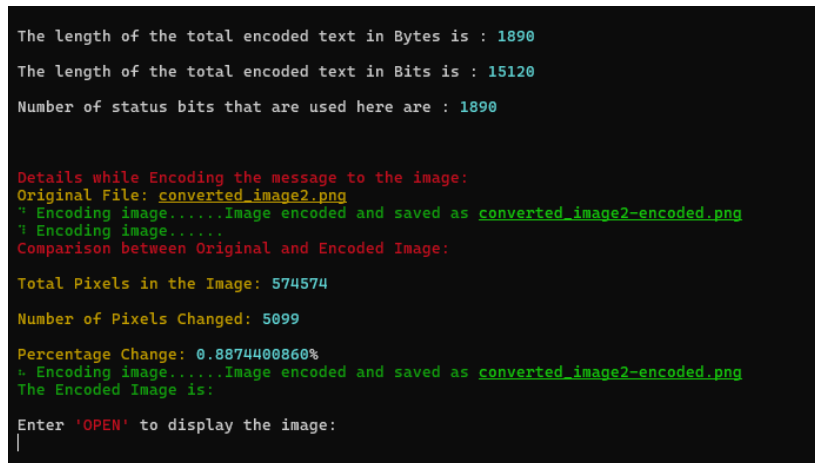 The length of the total encoded text in Bytes is : 1890
The length of the total encoded text in Bits is : 15120
Number of status bits that are used here are : 1890
Details while Encoding the message to the image:
Original File: converted_image2.png
Encoding image......Image encoded and saved as converted_image2-encoded.png
Encoding image......
Comparison between Original and Encoded Image:
Total Pixels in the Image: 574574
Number of Pixels Changed: 5099
Percentage Change: 0.8874400860%
Encoding image......Image encoded and saved as converted_image2-encoded.png
The Encoded Image is:
Enter 'OPEN' to display the image: